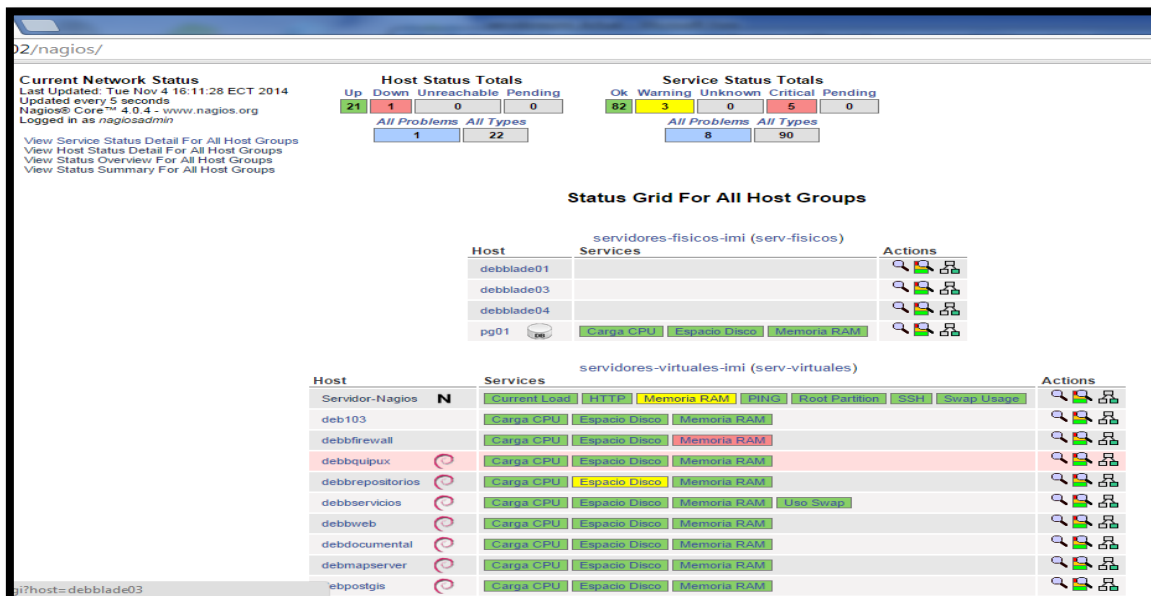 02/nagios/
Current Network Status
Last Updated: Tue Nov 4 16:11:28 ECT 2014
Updated every 5 seconds
Nagios® Core™ 4.0.4 - www.nagios.org
Logged in as nagiosadmin
View Service Status Detail For All Host Groups
View Host Status Detail For All Host Groups
View Status Overview For All Host Groups
View Status Summary For All Host Groups
Host Status Totals
Up Down Unreachable Pending
21 1 0 0
All Problems All Types
1 22
Service Status Totals
Ok Warning Unknown Critical Pending
82 3 0 5 0
All Problems All Types
8 90
Status Grid For All Host Groups
servidores-fisicos-imi (serv-fisicos)
Host Services Actions
debblade01
debblade03
debblade04
pg01 DB Carga CPU Espacio Disco Memoria RAM
servidores-virtuales-imi (serv-virtuales)
Host Services Actions
Servidor-Nagios N Current Load HTTP Memoria RAM PING Root Partition SSH Swap Usage
deb103 Carga CPU Espacio Disco Memoria RAM
debbfirewall Carga CPU Espacio Disco Memoria RAM
debbquipux Carga CPU Espacio Disco Memoria RAM
debbrepositorios Carga CPU Espacio Disco Memoria RAM
debbservicios Carga CPU Espacio Disco Memoria RAM Uso Swap
debbweb Carga CPU Espacio Disco Memoria RAM
debdocumental Carga CPU Espacio Disco Memoria RAM
debmapserver Carga CPU Espacio Disco Memoria RAM
ebpostgis Carga CPU Espacio Disco Memoria RAM
gi?host=debblade03